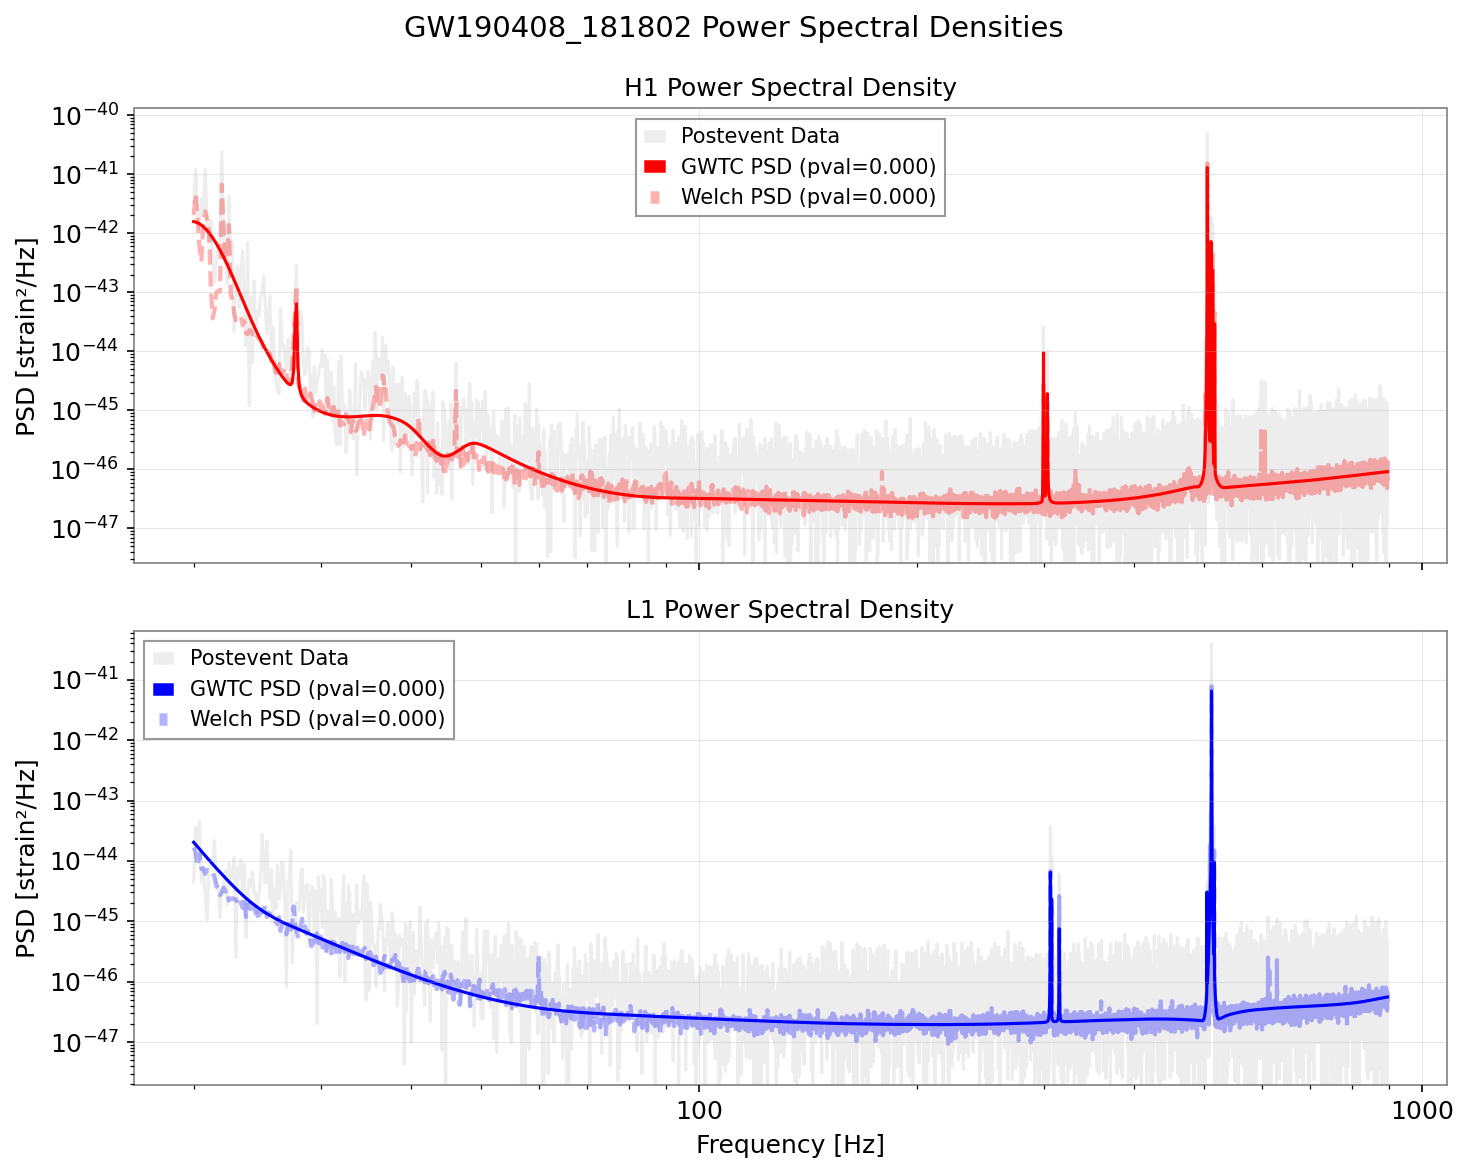 GW190408_181802 Power Spectral Densities
H1 Power Spectral Density
10⁻⁴⁰
10⁻⁴¹
10⁻⁴²
10⁻⁴³
10⁻⁴⁴
10⁻⁴⁵
10⁻⁴⁶
10⁻⁴⁷
PSD [strain²/Hz]
Postevent Data
GWTC PSD (pval=0.000)
Welch PSD (pval=0.000)
L1 Power Spectral Density
10⁻⁴¹
10⁻⁴²
10⁻⁴³
10⁻⁴⁴
10⁻⁴⁵
10⁻⁴⁶
10⁻⁴⁷
PSD [strain²/Hz]
Postevent Data
GWTC PSD (pval=0.000)
Welch PSD (pval=0.000)
100 1000
Frequency [Hz]